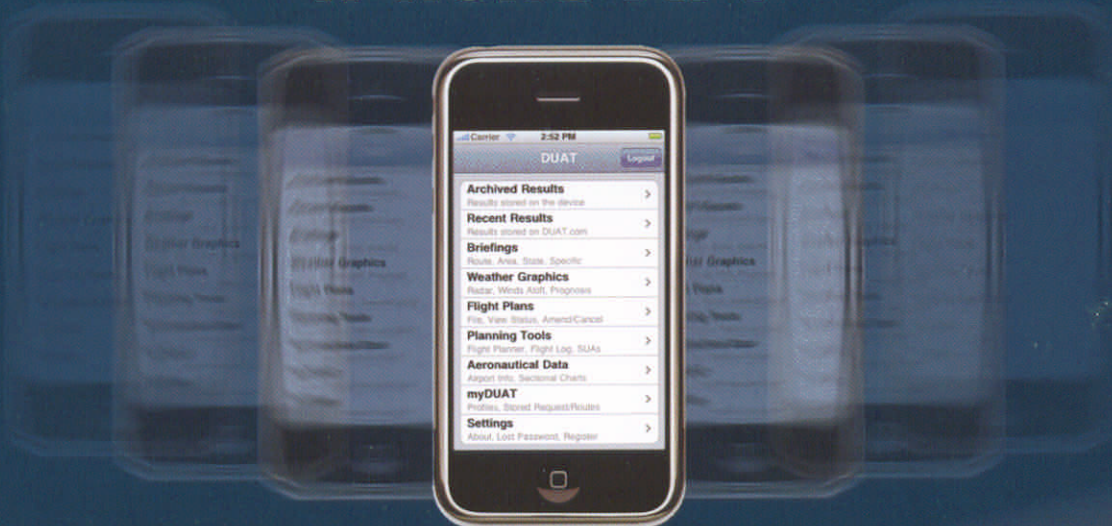 Carrier 2:52 PM
DUAT Logout
Archived Results
Results stored on the device
Recent Results
Results stored on DUAT.com
Briefings
Route, Area, State, Specific
Weather Graphics
Radar, Winds Aloft, Prognosis
Flight Plans
File, View Status, Amend/Cancel
Planning Tools
Flight Planner, Flight Log, SUAs
Aeronautical Data
Airport Info, Sectional Charts
myDUAT
Profiles, Stored Request/Routes
Settings
About, Lost Password, Register